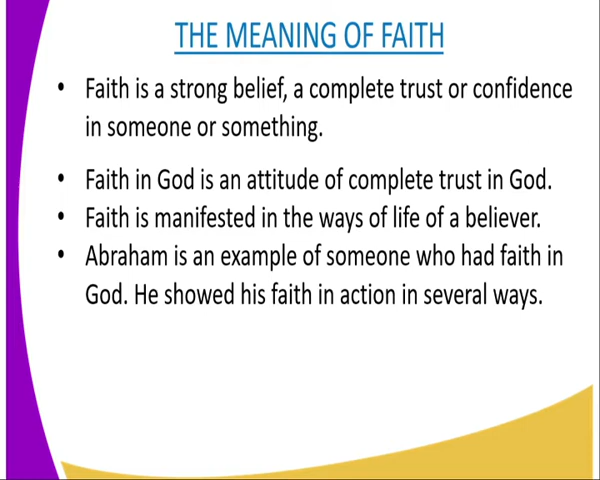 THE MEANING OF FAITH
• Faith is a strong belief, a complete trust or confidence
in someone or something.
• Faith in God is an attitude of complete trust in God.
• Faith is manifested in the ways of life of a believer.
• Abraham is an example of someone who had faith in
God. He showed his faith in action in several ways.